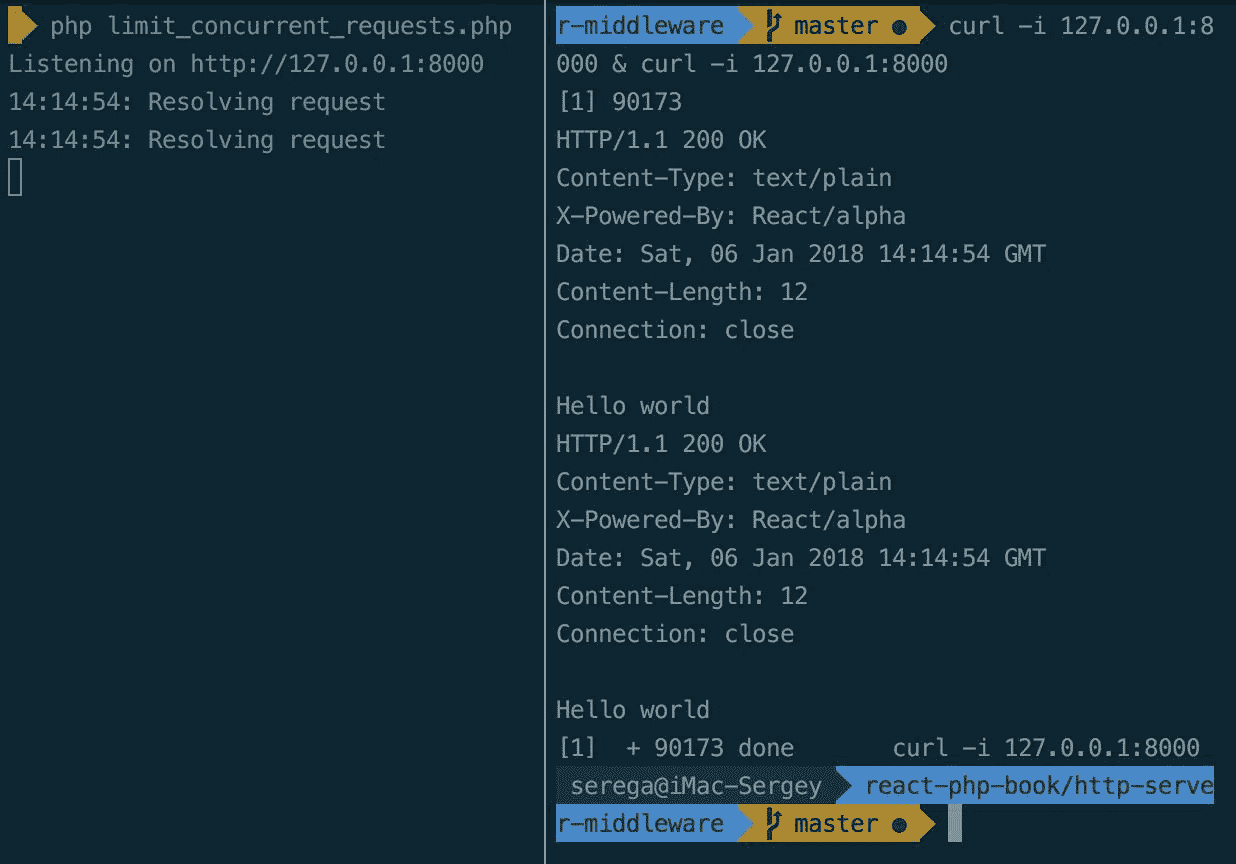 php limit_concurrent_requests.php
Listening on http://127.0.0.1:8000
14:14:54: Resolving request
14:14:54: Resolving request
r-middleware master ● curl -i 127.0.0.1:8
000 & curl -i 127.0.0.1:8000
[1] 90173
HTTP/1.1 200 OK
Content-Type: text/plain
X-Powered-By: React/alpha
Date: Sat, 06 Jan 2018 14:14:54 GMT
Content-Length: 12
Connection: close
Hello world
HTTP/1.1 200 OK
Content-Type: text/plain
X-Powered-By: React/alpha
Date: Sat, 06 Jan 2018 14:14:54 GMT
Content-Length: 12
Connection: close
Hello world
[1]  + 90173 done       curl -i 127.0.0.1:8000
serega@iMac-Sergey react-php-book/http-serve
r-middleware master ●